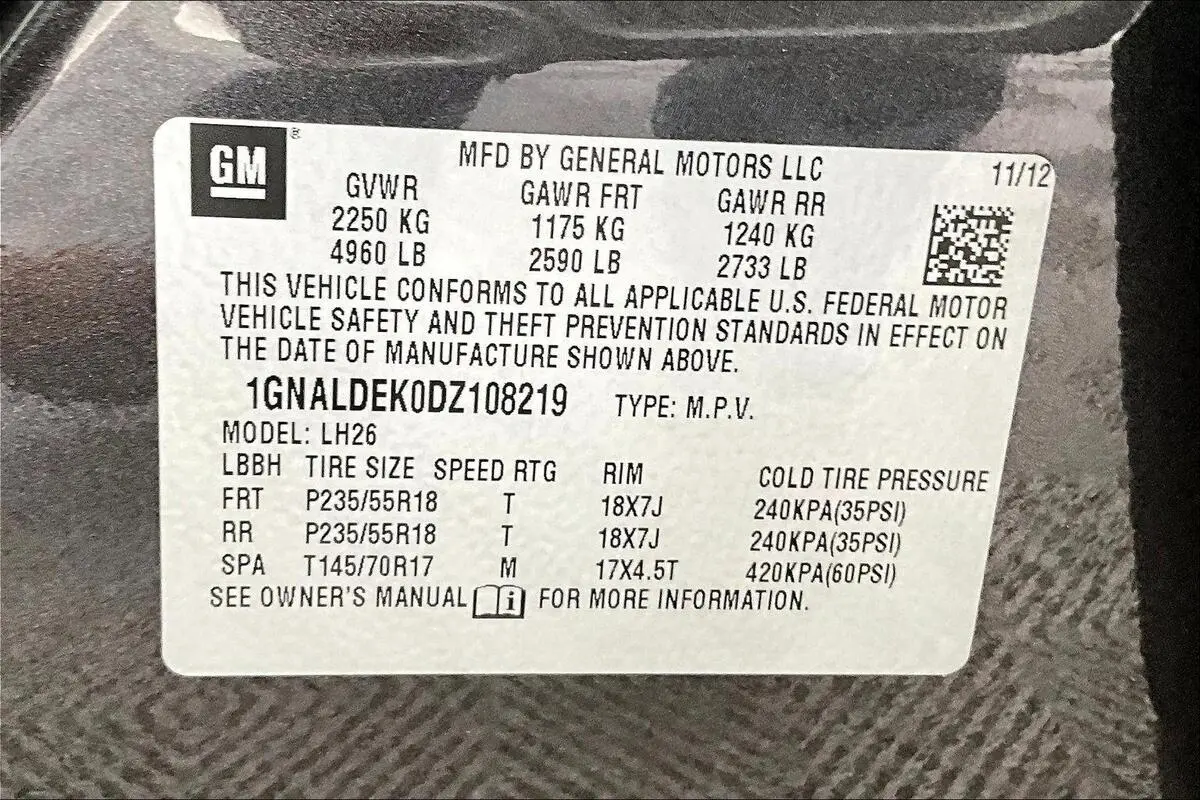 GM ®
MFD BY GENERAL MOTORS LLC 11/12
GVWR GAWR FRT GAWR RR
2250 KG 1175 KG 1240 KG
4960 LB 2590 LB 2733 LB
THIS VEHICLE CONFORMS TO ALL APPLICABLE U.S. FEDERAL MOTOR
VEHICLE SAFETY AND THEFT PREVENTION STANDARDS IN EFFECT ON
THE DATE OF MANUFACTURE SHOWN ABOVE.
1GNALDEK0DZ108219 TYPE: M.P.V.
MODEL: LH26
LBBH TIRE SIZE SPEED RTG RIM COLD TIRE PRESSURE
FRT P235/55R18 T 18X7J 240KPA(35PSI)
RR P235/55R18 T 18X7J 240KPA(35PSI)
SPA T145/70R17 M 17X4.5T 420KPA(60PSI)
SEE OWNER'S MANUAL i FOR MORE INFORMATION.